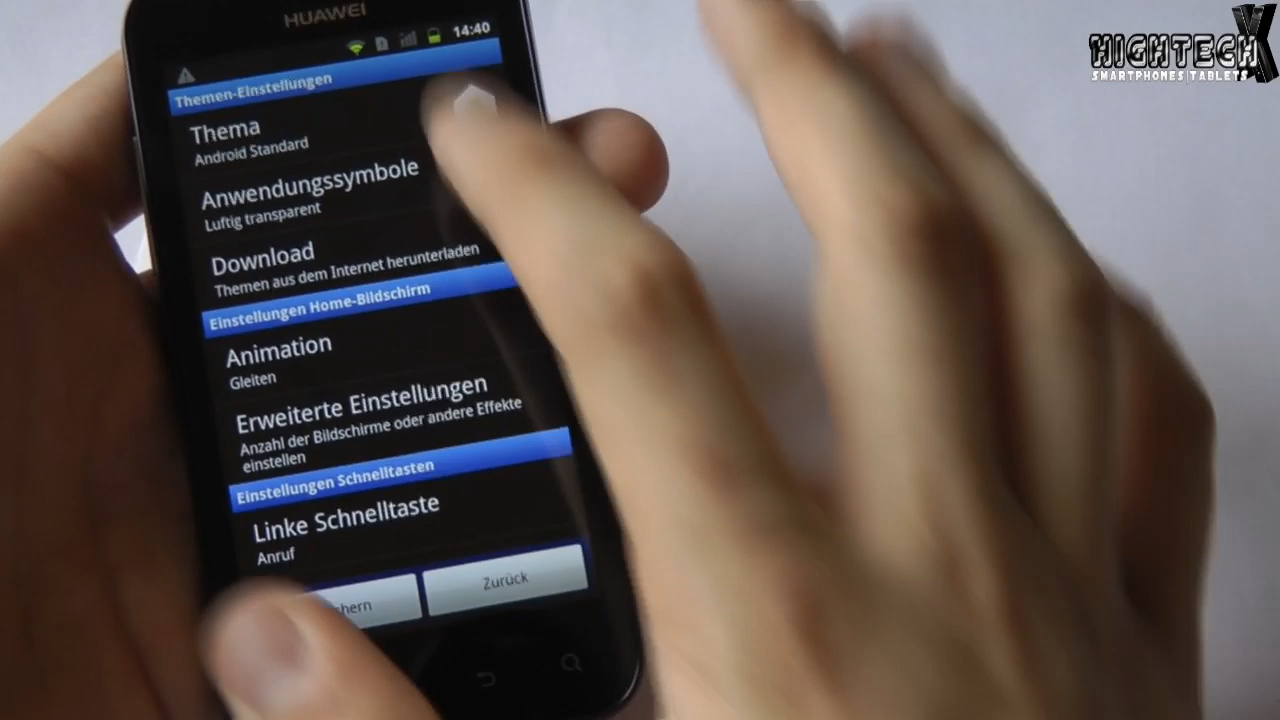 HUAWEI
14:40
Themen-Einstellungen
Thema
Android Standard
Anwendungssymbole
Luftig transparent
Download
Themen aus dem Internet herunterladen
Einstellungen Home-Bildschirm
Animation
Gleiten
Erweiterte Einstellungen
Anzahl der Bildschirme oder andere Effekte
einstellen
Einstellungen Schnelltasten
Linke Schnelltaste
Anruf
Zurück
HIGHTECH X
SMARTPHONES|TABLETS